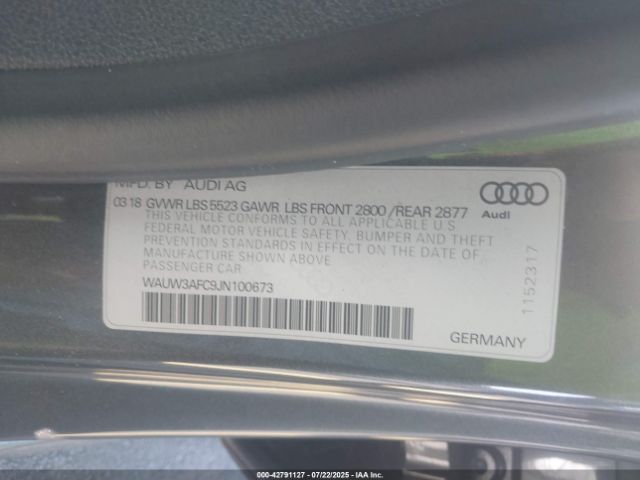 MFD. BY AUDI AG
03 18 GVWR LBS 5523 GAWR LBS FRONT 2800 / REAR 2877
THIS VEHICLE CONFORMS TO ALL APPLICABLE U S
FEDERAL MOTOR VEHICLE SAFETY, BUMPER AND THEFT
PREVENTION STANDARDS IN EFFECT ON THE DATE OF
MANUFACTURE SHOWN ABOVE
PASSENGER CAR
WAUW3AFC9JN100673
GERMANY
Audi
1152317
000-42791127 - 07/22/2025 - IAAI.com